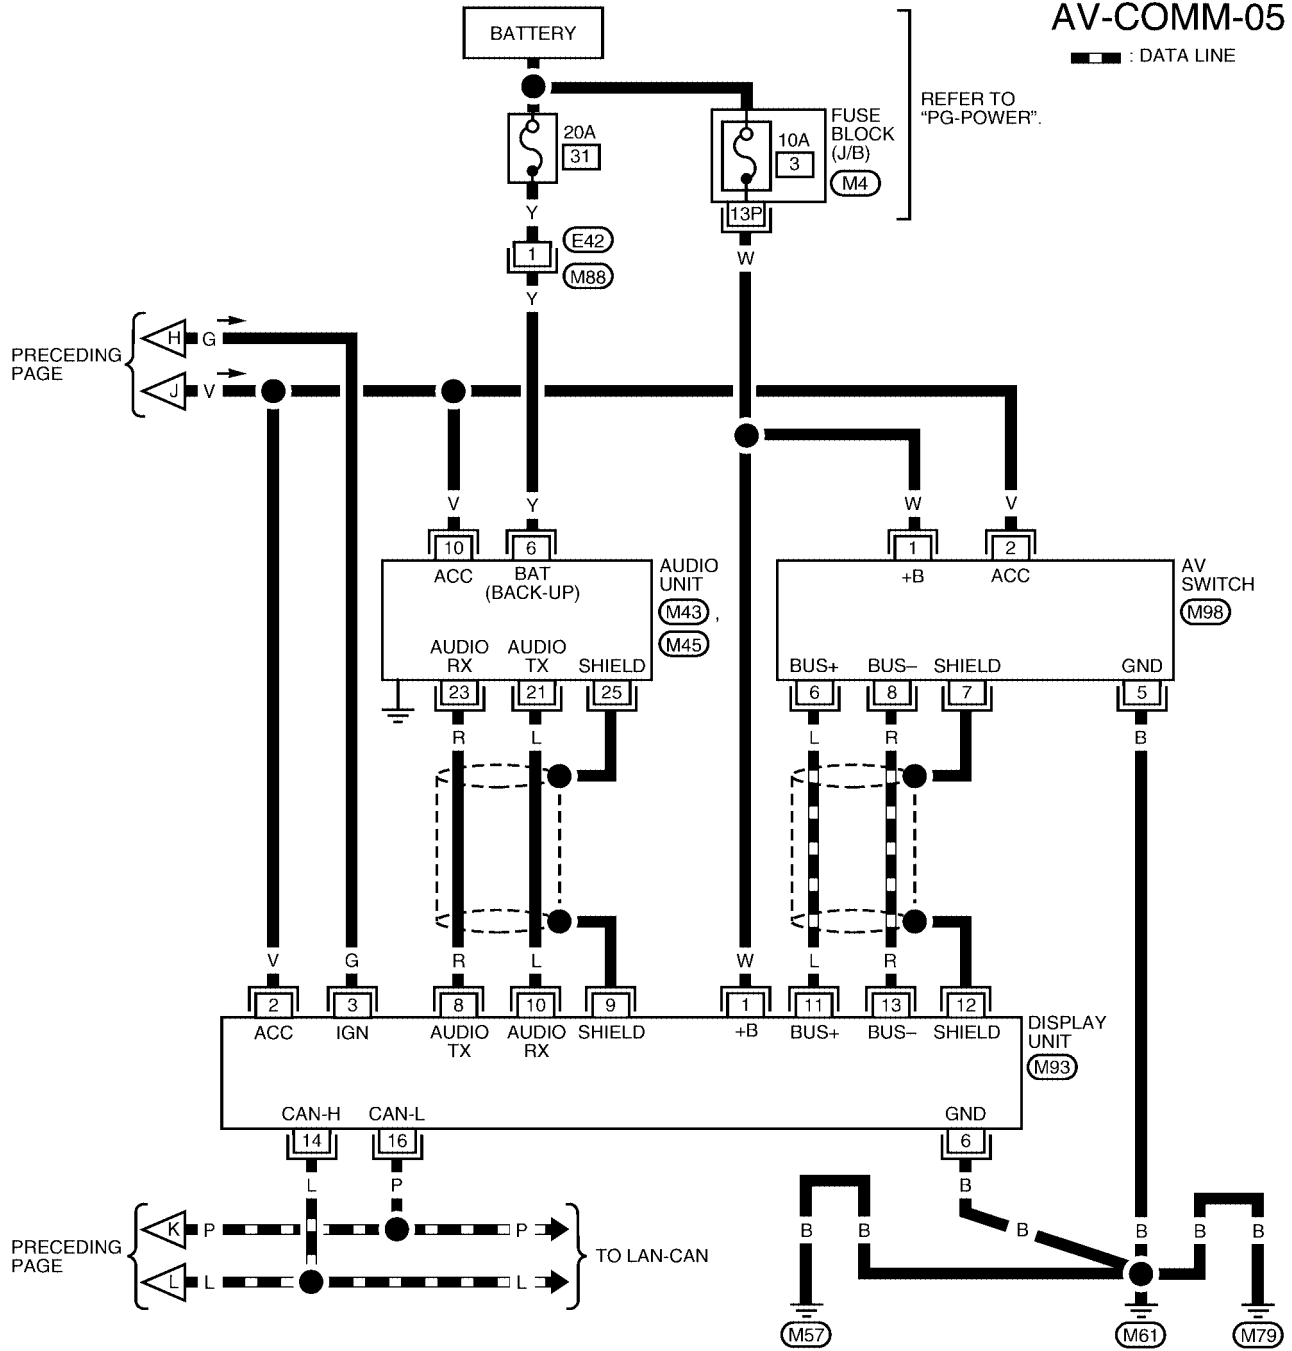 AV-COMM-05
: DATA LINE
BATTERY
REFER TO
“PG-POWER”.
20A
31
10A
3
FUSE
BLOCK
(J/B)
M4
13P
Y
W
1
E42
M88
Y
PRECEDING
PAGE
H G
J V
V Y W V
10 6 1 2
ACC BAT
(BACK-UP)
+B ACC
AUDIO
UNIT
M43 ,
M45
AV
SWITCH
M98
AUDIO
RX
AUDIO
TX
SHIELD
BUS+ BUS– SHIELD GND
23 21 25 6 8 7 5
R L L R B
V G R L W L R
2 3 8 10 9 1 11 13 12
ACC IGN AUDIO
TX
AUDIO
RX
SHIELD +B BUS+ BUS– SHIELD
DISPLAY
UNIT
M93
CAN-H CAN-L GND
14 16 6
L P B
PRECEDING
PAGE
K P P
L L L
TO LAN-CAN
B B B B B B
M57 M61 M79